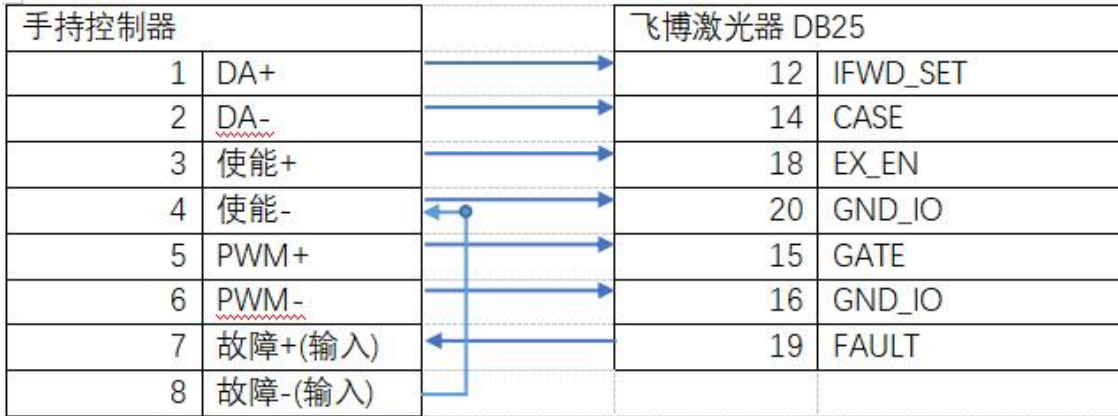 手持控制器 飞博激光器 DB25
1 DA+ 12 IFWD_SET
2 DA- 14 CASE
3 使能+ 18 EX_EN
4 使能- 20 GND_IO
5 PWM+ 15 GATE
6 PWM- 16 GND_IO
7 故障+(输入) 19 FAULT
8 故障-(输入)